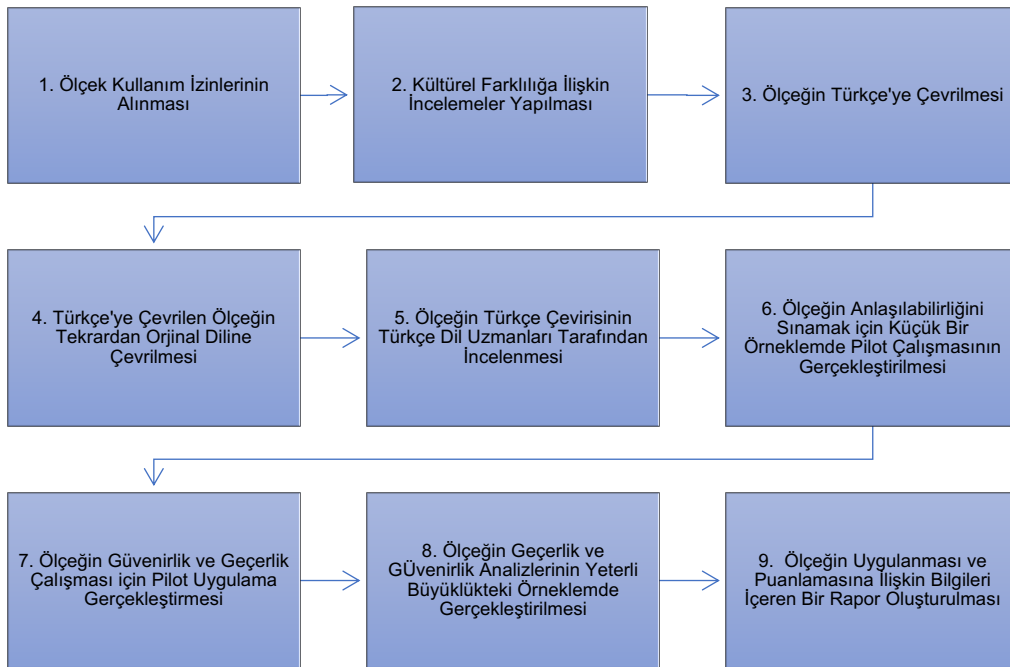 1. Ölçek Kullanım İzinlerinin
Alınması
2. Kültürel Farklılığa İlişkin
İncelemeler Yapılması
3. Ölçeğin Türkçe'ye Çevrilmesi
4. Türkçe'ye Çevrilen Ölçeğin
Tekrardan Orjinal Diline
Çevrilmesi
5. Ölçeğin Türkçe Çevirisinin
Türkçe Dil Uzmanları Tarafından
İncelenmesi
6. Ölçeğin Anlaşılabilirliğini
Sınamak için Küçük Bir
Örneklemde Pilot Çalışmasının
Gerçekleştirilmesi
7. Ölçeğin Güvenirlik ve Geçerlik
Çalışması için Pilot Uygulama
Gerçekleştirmesi
8. Ölçeğin Geçerlik ve
GÜvenirlik Analizlerinin Yeterli
Büyüklükteki Örneklemde
Gerçekleştirilmesi
9. Ölçeğin Uygulanması ve
Puanlamasına İlişkin Bilgileri
İçeren Bir Rapor Oluşturulması